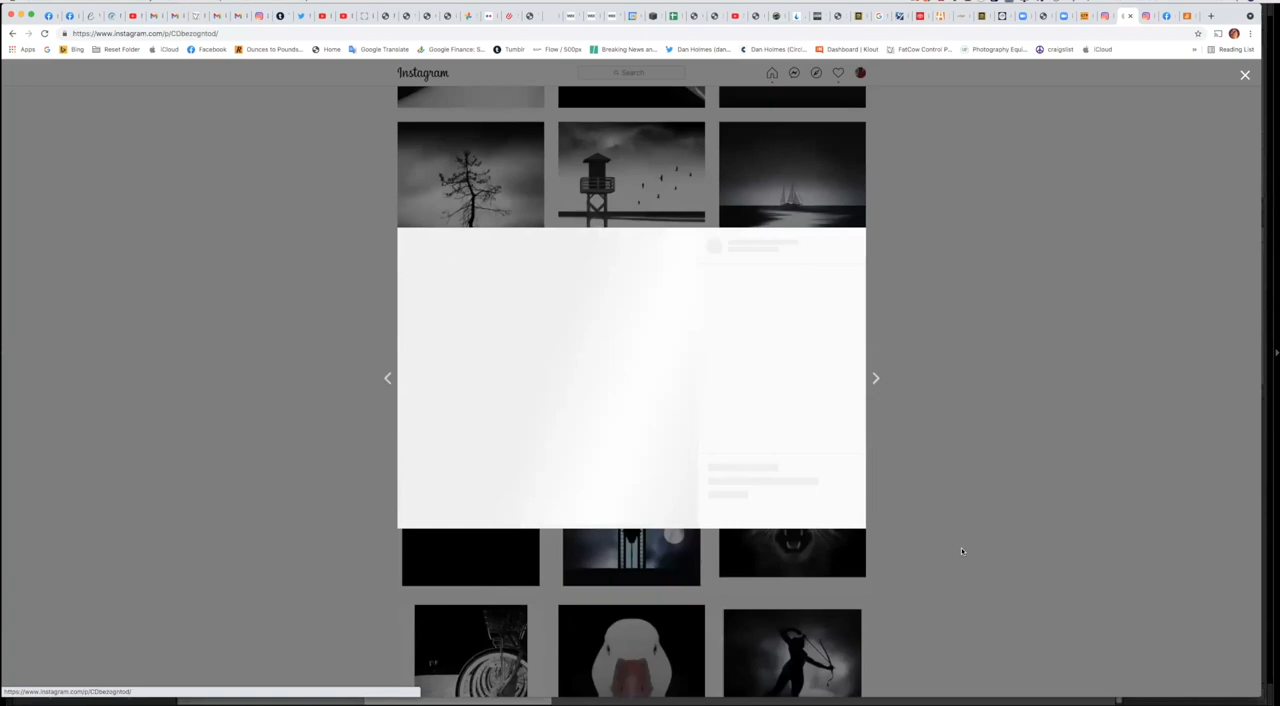 https://www.instagram.com/p/CDbezogntod/
Apps
Bing
Reset Folder
iCloud
Facebook
Ounces to Pounds...
Home
Google Translate
Google Finance: S...
Tumblr
Flow / 500px
Breaking News an...
Dan Holmes (dan...
Dan Holmes (Circl...
Dashboard | Klout
FatCow Control P...
Photography Equi...
craigslist
iCloud
»
Reading List
Instagram
Search
https://www.instagram.com/p/CDbezogntod/